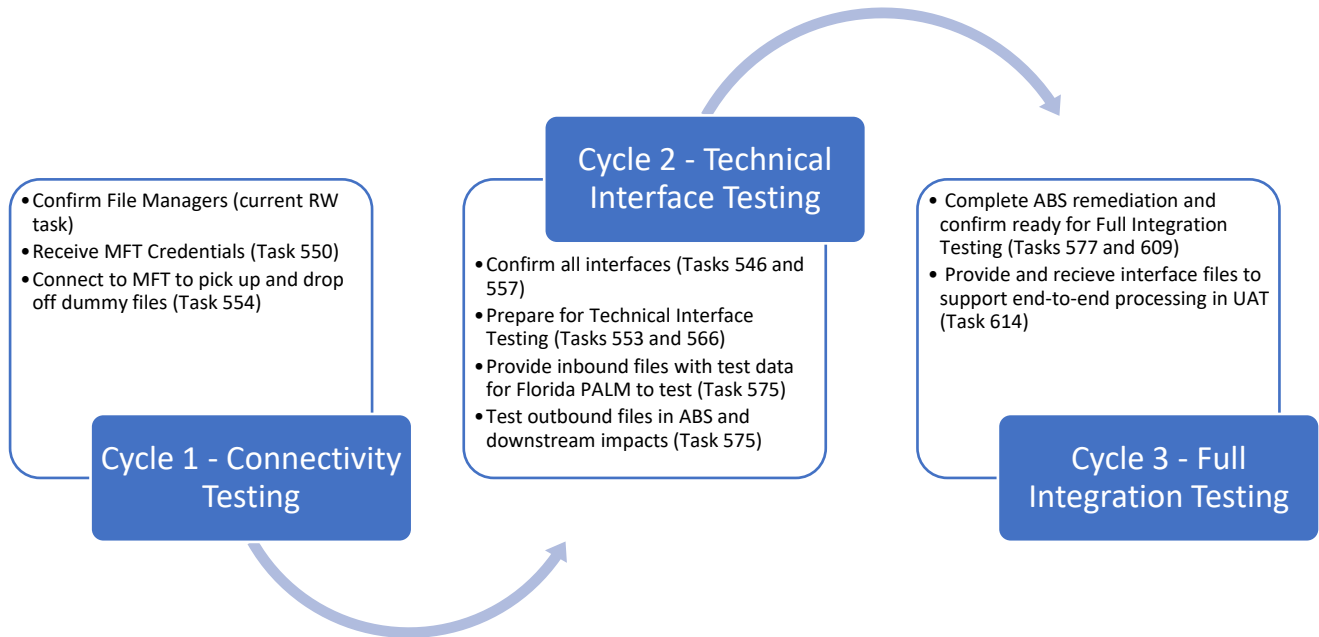 •Confirm File Managers (current RW
task)
•Receive MFT Credentials (Task 550)
•Connect to MFT to pick up and drop
off dummy files (Task 554)
Cycle 1 - Connectivity
Testing
Cycle 2 - Technical
Interface Testing
•Confirm all interfaces (Tasks 546 and
557)
•Prepare for Technical Interface
Testing (Tasks 553 and 566)
•Provide inbound files with test data
for Florida PALM to test (Task 575)
•Test outbound files in ABS and
downstream impacts (Task 575)
• Complete ABS remediation and
confirm ready for Full Integration
Testing (Tasks 577 and 609)
• Provide and recieve interface files to
support end-to-end processing in UAT
(Task 614)
Cycle 3 - Full
Integration Testing